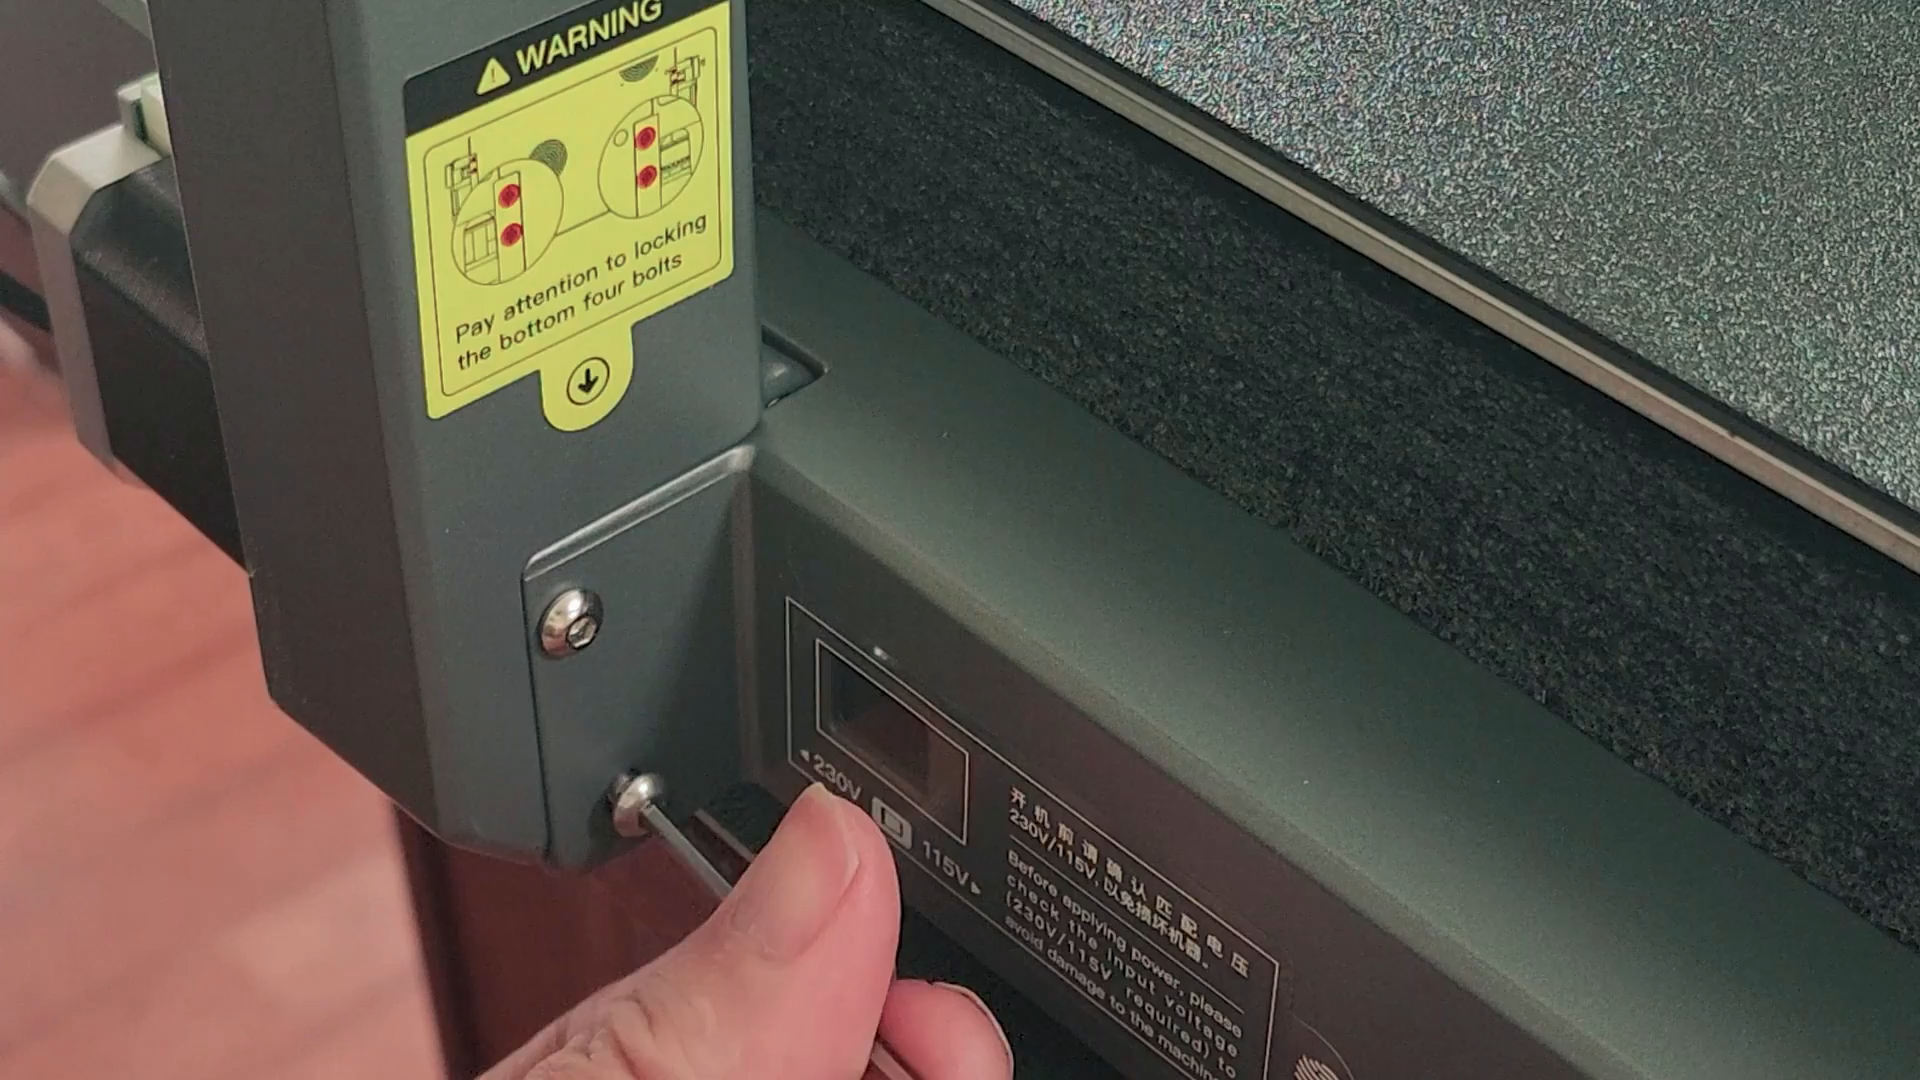 WARNING
Pay attention to locking
the bottom four bolts
230V
115V
开机前请确认匹配电压
230V/115V, 以免损坏机器。
Before applying power, please
check the input voltage
(230V/115V required) to
avoid damage to the machin